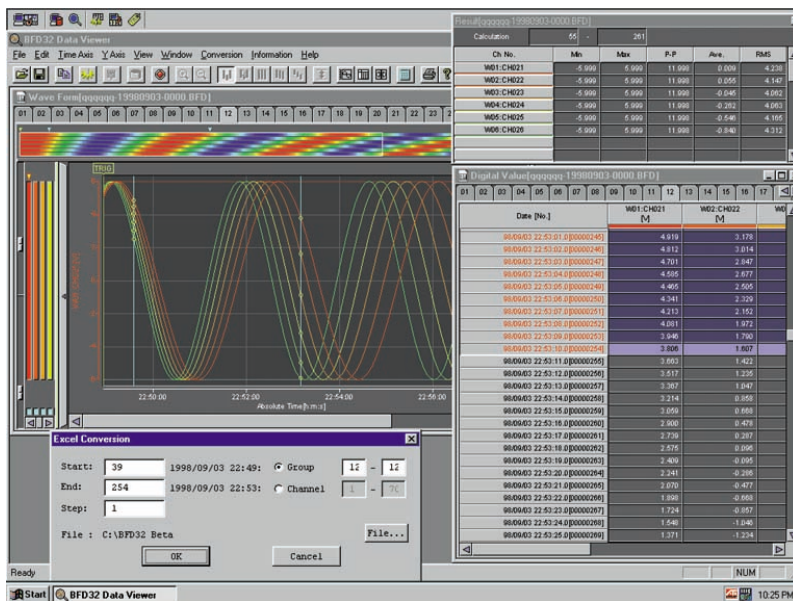 BFD32 Data Viewer
File Edit Time Axis Y Axis View Window Conversion Information Help
Wave Form[qqqqqq-19980903-0000.BFD]
01 02 03 04 05 06 07 08 09 10 11 12 13 14 15 16 17 18 19 20
TRIG
22:50:00 22:52:00 22:54:00 22:56:00
Absolute Time[h:m:s]
Result[qqqqqq-19980903-0000.BFD]
Calculation 55 - 261
Ch No. Min Max P-P Ave. RMS
W01:CH021 -5.999 5.999 11.998 0.009 4.238
W02:CH022 -5.999 5.999 11.998 0.055 4.147
W03:CH023 -5.999 5.999 11.998 -0.045 4.062
W04:CH024 -5.999 5.999 11.998 -0.262 4.063
W05:CH025 -5.999 5.999 11.998 -0.546 4.165
W06:CH026 -5.999 5.999 11.998 -0.848 4.312
Digital Value[qqqqqq-19980903-0000.BFD]
01 02 03 04 05 06 07 08 09 10 11 12 13 14 15 16 17
Date [No.] W01:CH021 W02:CH022
[V] [V]
98/09/03 22:53:01.0[00000245] 4.919 3.178
98/09/03 22:53:02.0[00000246] 4.812 3.014
98/09/03 22:53:03.0[00000247] 4.701 2.847
98/09/03 22:53:04.0[00000248] 4.585 2.677
98/09/03 22:53:05.0[00000249] 4.465 2.505
98/09/03 22:53:06.0[00000250] 4.341 2.329
98/09/03 22:53:07.0[00000251] 4.213 2.152
98/09/03 22:53:08.0[00000252] 4.081 1.972
98/09/03 22:53:09.0[00000253] 3.946 1.790
98/09/03 22:53:10.0[00000254] 3.806 1.607
98/09/03 22:53:11.0[00000255] 3.663 1.422
98/09/03 22:53:12.0[00000256] 3.517 1.235
98/09/03 22:53:13.0[00000257] 3.367 1.047
98/09/03 22:53:14.0[00000258] 3.214 0.858
98/09/03 22:53:15.0[00000259] 3.059 0.668
98/09/03 22:53:16.0[00000260] 2.900 0.478
98/09/03 22:53:17.0[00000261] 2.739 0.287
98/09/03 22:53:18.0[00000262] 2.575 0.096
98/09/03 22:53:19.0[00000263] 2.409 -0.095
98/09/03 22:53:20.0[00000264] 2.241 -0.286
98/09/03 22:53:21.0[00000265] 2.070 -0.477
98/09/03 22:53:22.0[00000266] 1.898 -0.668
98/09/03 22:53:23.0[00000267] 1.724 -0.857
98/09/03 22:53:24.0[00000268] 1.548 -1.046
98/09/03 22:53:25.0[00000269] 1.371 -1.234
Excel Conversion
Start: 39 1998/09/03 22:49: Group 12 - 12
End: 254 1998/09/03 22:53: Channel 1 - 70
Step: 1
File : C:\BFD32 Beta File...
OK Cancel
Ready NUM
Start BFD32 Data Viewer 10:25 PM